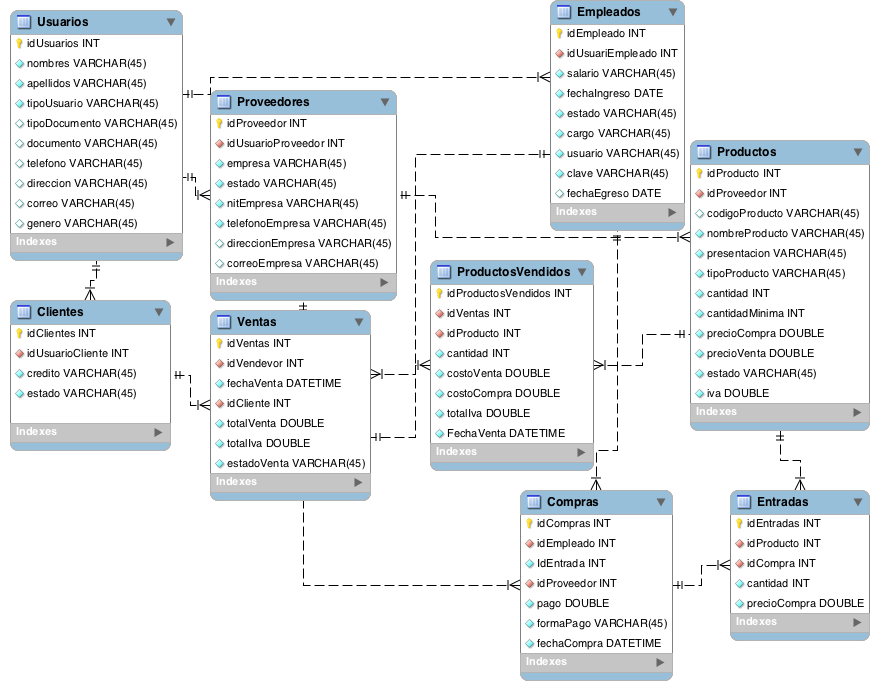 Usuarios
idUsuarios INT
nombres VARCHAR(45)
apellidos VARCHAR(45)
tipoUsuario VARCHAR(45)
tipoDocumento VARCHAR(45)
documento VARCHAR(45)
telefono VARCHAR(45)
direccion VARCHAR(45)
correo VARCHAR(45)
genero VARCHAR(45)
Indexes
Proveedores
idProveedor INT
idUsuarioProveedor INT
empresa VARCHAR(45)
estado VARCHAR(45)
nitEmpresa VARCHAR(45)
telefonoEmpresa VARCHAR(45)
direccionEmpresa VARCHAR(45)
correoEmpresa VARCHAR(45)
Indexes
Empleados
idEmpleado INT
idUsuariEmpleado INT
salario VARCHAR(45)
fechaIngreso DATE
estado VARCHAR(45)
cargo VARCHAR(45)
usuario VARCHAR(45)
clave VARCHAR(45)
fechaEgreso DATE
Indexes
Productos
idProducto INT
idProveedor INT
codigoProducto VARCHAR(45)
nombreProducto VARCHAR(45)
presentacion VARCHAR(45)
tipoProducto VARCHAR(45)
cantidad INT
cantidadMinima INT
precioCompra DOUBLE
precioVenta DOUBLE
estado VARCHAR(45)
iva DOUBLE
Indexes
Clientes
idClientes INT
idUsuarioCliente INT
credito VARCHAR(45)
estado VARCHAR(45)
Indexes
Ventas
idVentas INT
idVendevor INT
fechaVenta DATETIME
idCliente INT
totalVenta DOUBLE
totalIva DOUBLE
estadoVenta VARCHAR(45)
Indexes
ProductosVendidos
idProductosVendidos INT
idVentas INT
idProducto INT
cantidad INT
costoVenta DOUBLE
costoCompra DOUBLE
totalIva DOUBLE
FechaVenta DATETIME
Indexes
Compras
idCompras INT
idEmpleado INT
IdEntrada INT
idProveedor INT
pago DOUBLE
formaPago VARCHAR(45)
fechaCompra DATETIME
Indexes
Entradas
idEntradas INT
idProducto INT
idCompra INT
cantidad INT
precioCompra DOUBLE
Indexes